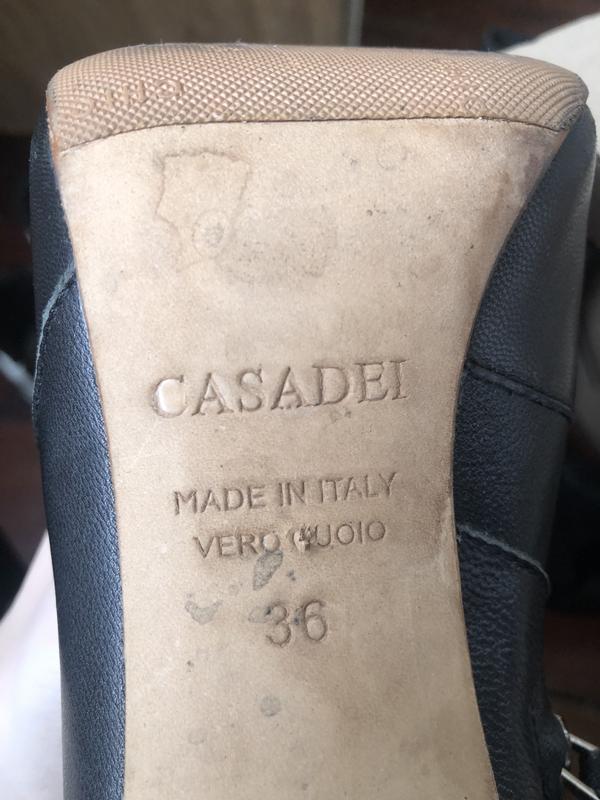 CASADEI
MADE IN ITALY
VERO CUOIO
36